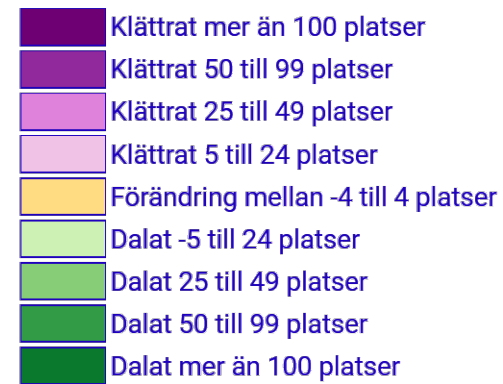 Klättrat mer än 100 platser
Klättrat 50 till 99 platser
Klättrat 25 till 49 platser
Klättrat 5 till 24 platser
Förändring mellan -4 till 4 platser
Dalat -5 till 24 platser
Dalat 25 till 49 platser
Dalat 50 till 99 platser
Dalat mer än 100 platser